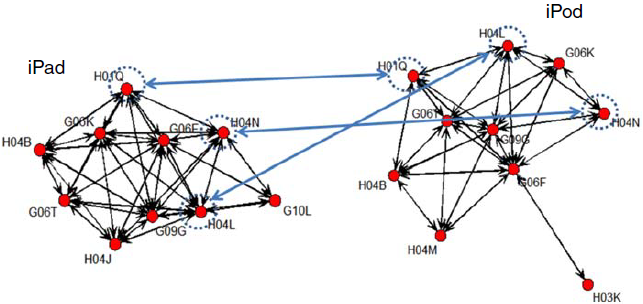 iPad
H01Q
G06K
G06F
H04N
H04B
G06T
G09G
H04L
G10L
H04J
iPod
H04L
H01Q
G06K
G06T
G09G
H04N
G06F
H04B
H04M
H03K